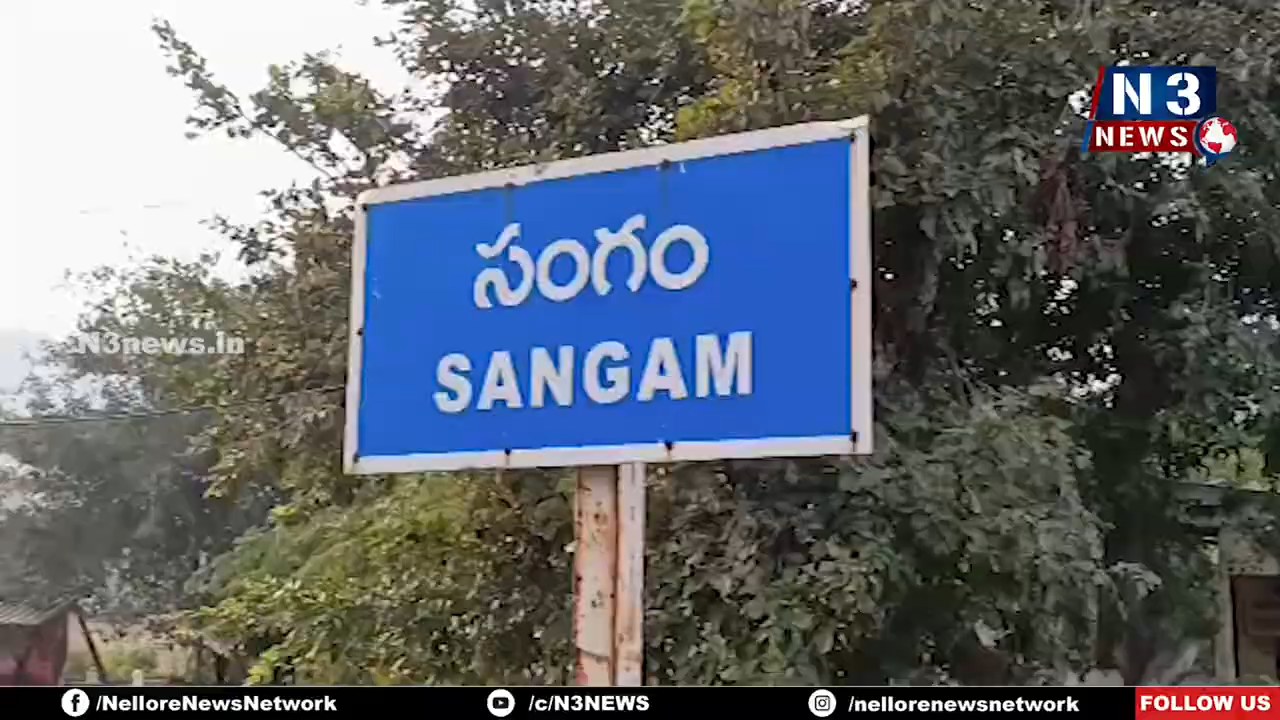 N3
NEWS
సంగం
SANGAM
N3news.in
/NelloreNewsNetwork
/c/N3NEWS
/nellorenewsnetwork
FOLLOW US